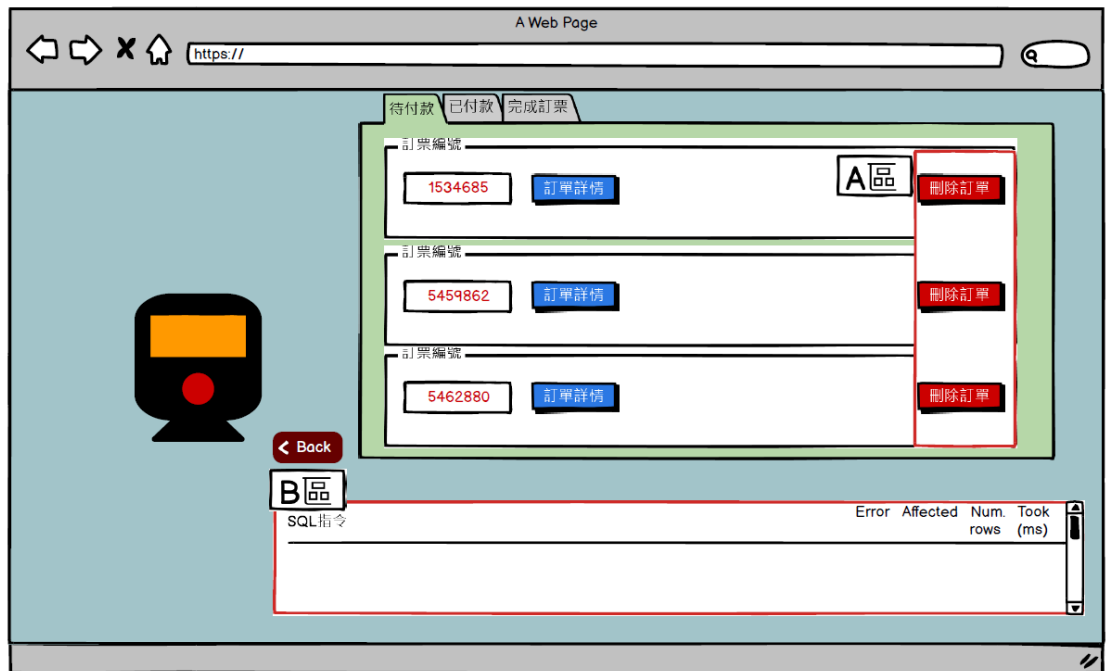 A Web Page
https://
待付款 已付款 完成訂票
訂票編號
1534685 訂單詳情 A區 刪除訂單
訂票編號
5459862 訂單詳情 刪除訂單
訂票編號
5462880 訂單詳情 刪除訂單
Back
B區
SQL指令 Error Affected Num. rows Took (ms)